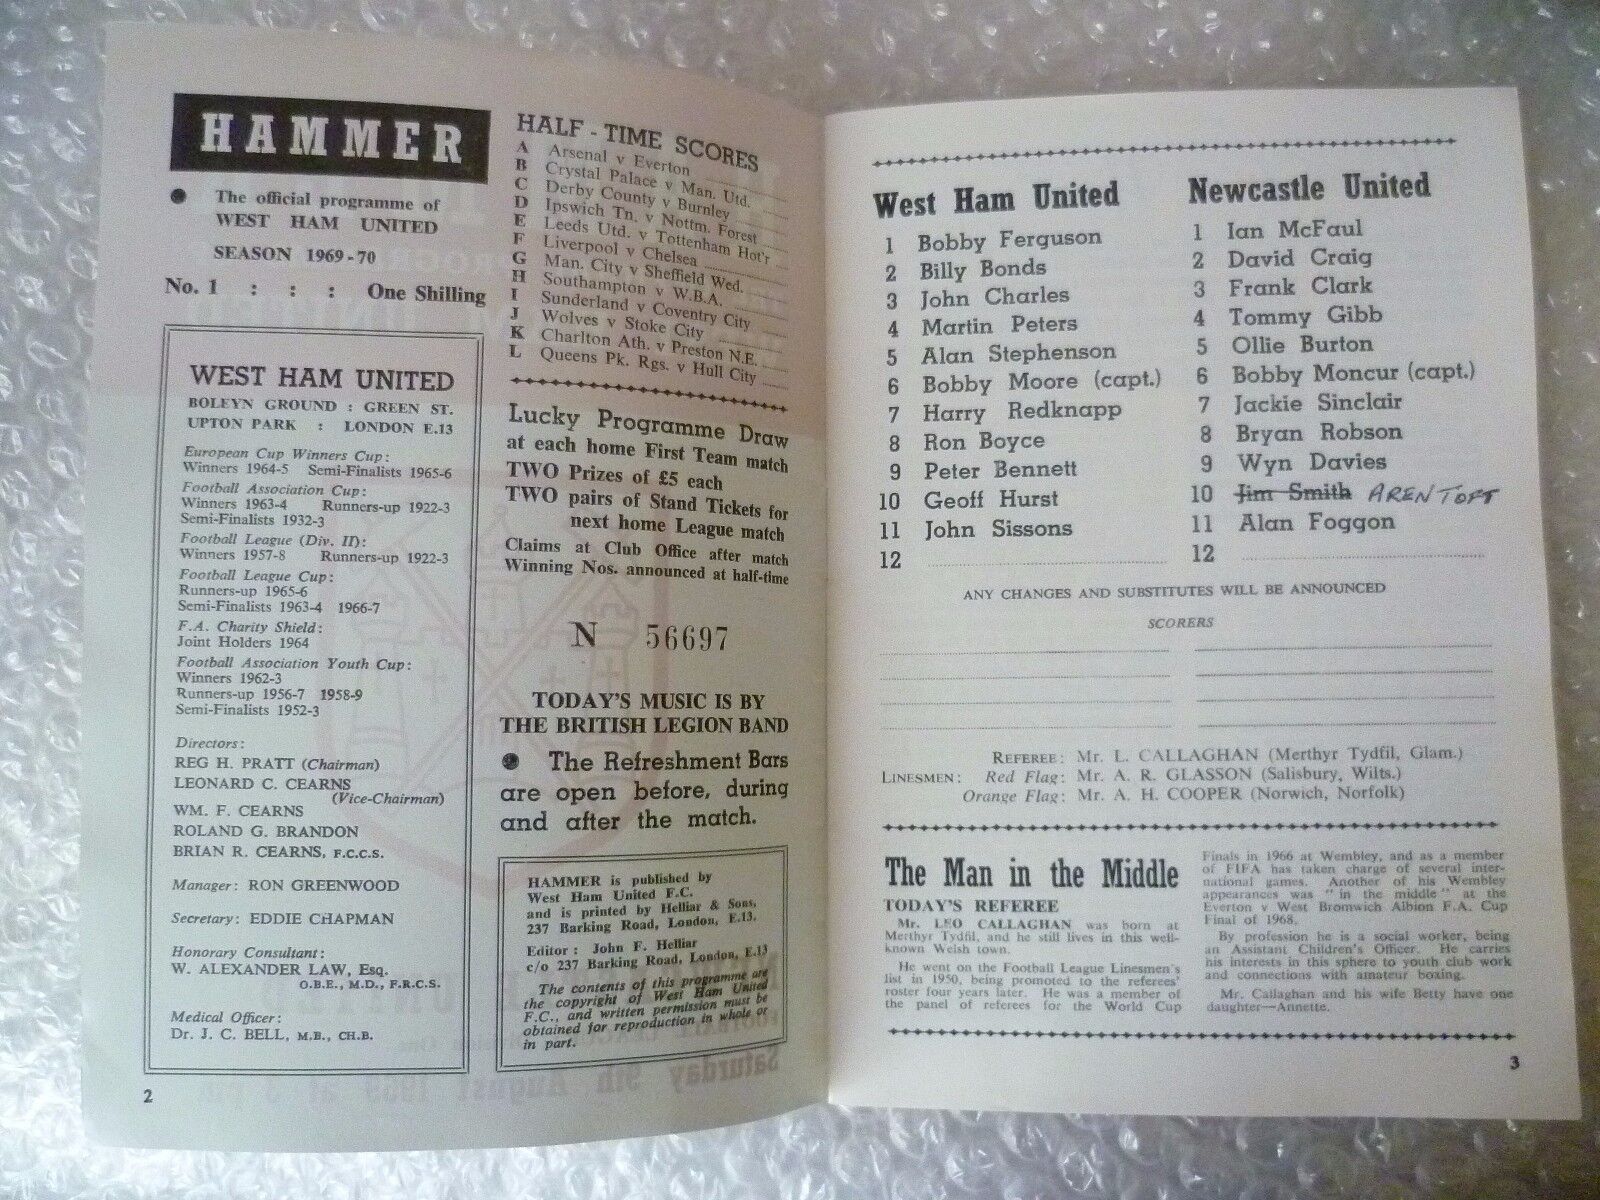 HAMMER
● The official programme of
WEST HAM UNITED
SEASON 1969-70
No. 1 : : : One Shilling
WEST HAM UNITED
BOLEYN GROUND : GREEN ST.
UPTON PARK : LONDON E.13
European Cup Winners Cup:
Winners 1964-5 Semi-Finalists 1965-6
Football Association Cup:
Winners 1963-4 Runners-up 1922-3
Semi-Finalists 1932-3
Football League (Div. II):
Winners 1957-8 Runners-up 1922-3
Football League Cup:
Runners-up 1965-6
Semi-Finalists 1963-4 1966-7
F.A. Charity Shield:
Joint Holders 1964
Football Association Youth Cup:
Winners 1962-3
Runners-up 1956-7 1958-9
Semi-Finalists 1952-3
Directors:
REG H. PRATT (Chairman)
LEONARD C. CEARNS
(Vice-Chairman)
WM. F. CEARNS
ROLAND G. BRANDON
BRIAN R. CEARNS, F.C.C.S.
Manager: RON GREENWOOD
Secretary: EDDIE CHAPMAN
Honorary Consultant:
W. ALEXANDER LAW, Esq.
O.B.E., M.D., F.R.C.S.
Medical Officer:
Dr. J. C. BELL, M.B., CH.B.
2
HALF-TIME SCORES
A Arsenal v Everton
B Crystal Palace v Man. Utd.
C Derby County v Burnley
D Ipswich Tn. v Nottm. Forest
E Leeds Utd. v Tottenham Hot'r
F Liverpool v Chelsea
G Man. City v Sheffield Wed.
H Southampton v W.B.A.
I Sunderland v Coventry City
J Wolves v Stoke City
K Charlton Ath. v Preston N.E.
L Queens Pk. Rgs. v Hull City
Lucky Programme Draw
at each home First Team match
TWO Prizes of £5 each
TWO pairs of Stand Tickets for
next home League match
Claims at Club Office after match
Winning Nos. announced at half-time
N 56697
TODAY'S MUSIC IS BY
THE BRITISH LEGION BAND
● The Refreshment Bars
are open before, during
and after the match.
HAMMER is published by
West Ham United F.C.
and is printed by Helliar & Sons,
237 Barking Road, London, E.13.
Editor: John F. Helliar
c/o 237 Barking Road, London, E.13
The contents of this programme are
the copyright of West Ham United
F.C., and written permission must be
obtained for reproduction in whole or
in part.
West Ham United
1 Bobby Ferguson
2 Billy Bonds
3 John Charles
4 Martin Peters
5 Alan Stephenson
6 Bobby Moore (capt.)
7 Harry Redknapp
8 Ron Boyce
9 Peter Bennett
10 Geoff Hurst
11 John Sissons
12
Newcastle United
1 Ian McFaul
2 David Craig
3 Frank Clark
4 Tommy Gibb
5 Ollie Burton
6 Bobby Moncur (capt.)
7 Jackie Sinclair
8 Bryan Robson
9 Wyn Davies
10 Jim Smith ARENTOFT
11 Alan Foggon
12
ANY CHANGES AND SUBSTITUTES WILL BE ANNOUNCED
SCORERS
REFEREE: Mr. L. CALLAGHAN (Merthyr Tydfil, Glam.)
LINESMEN: Red Flag: Mr. A. R. GLASSON (Salisbury, Wilts.)
Orange Flag: Mr. A. H. COOPER (Norwich, Norfolk)
The Man in the Middle
TODAY'S REFEREE
Mr. LEO CALLAGHAN was born at
Merthyr Tydfil, and he still lives in this well-
known Welsh town.
He went on the Football League Linesmen's
list in 1950, being promoted to the referees'
roster four years later. He was a member of
the panel of referees for the World Cup
Finals in 1966 at Wembley, and as a member
of FIFA has taken charge of several inter-
national games. Another of his Wembley
appearances was "in the middle" at the
Everton v West Bromwich Albion F.A. Cup
Final of 1968.
By profession he is a social worker, being
an Assistant Children's Officer. He carries
his interests in this sphere to youth club work
and connections with amateur boxing.
Mr. Callaghan and his wife Betty have one
daughter—Annette.
3